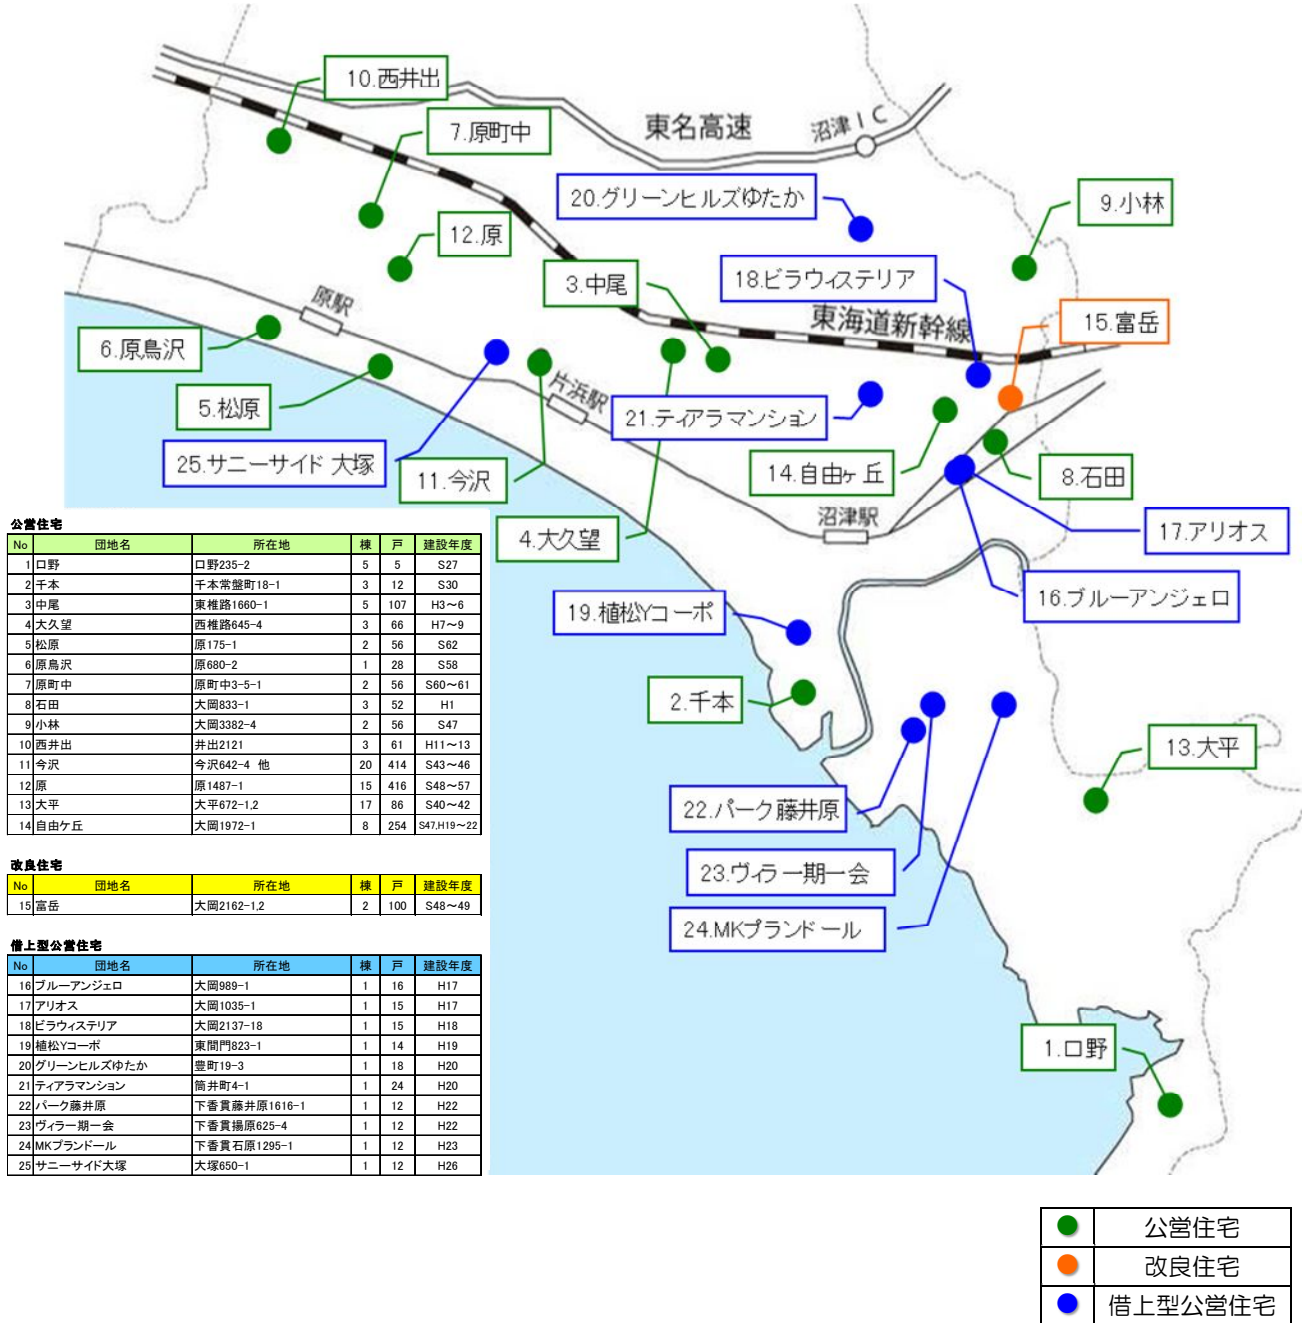 10.西井出
7.原町中
東名高速
沼津IC
20.グリーンヒルズゆたか
9.小林
12.原
3.中尾
18.ビラウィステリア
原駅
東海道新幹線
15.富岳
6.原鳥沢
5.松原
片浜駅
21.ティアラマンション
25.サニーサイド 大塚
11.今沢
14.自由ヶ丘
8.石田
沼津駅
17.アリオス
4.大久望
16.ブルーアンジェロ
19.植松Yコーポ
2.千本
13.大平
22.パーク藤井原
23.ヴィラ一期一会
24.MKプランドール
1.口野
公営住宅
No 団地名 所在地 棟 戸 建設年度
1 口野 口野235-2 5 5 S27
2 千本 千本常盤町18-1 3 12 S30
3 中尾 東椎路1660-1 5 107 H3~6
4 大久望 西椎路645-4 3 66 H7~9
5 松原 原175-1 2 56 S62
6 原鳥沢 原680-2 1 28 S58
7 原町中 原町中3-5-1 2 56 S60~61
8 石田 大岡833-1 3 52 H1
9 小林 大岡3382-4 2 56 S47
10 西井出 井出2121 3 61 H11~13
11 今沢 今沢642-4 他 20 414 S43~46
12 原 原1487-1 15 416 S48~57
13 大平 大平672-1,2 17 86 S40~42
14 自由ケ丘 大岡1972-1 8 254 S47,H19~22
改良住宅
No 団地名 所在地 棟 戸 建設年度
15 富岳 大岡2162-1,2 2 100 S48~49
借上型公営住宅
No 団地名 所在地 棟 戸 建設年度
16 ブルーアンジェロ 大岡989-1 1 16 H17
17 アリオス 大岡1035-1 1 15 H17
18 ビラウィステリア 大岡2137-18 1 15 H18
19 植松Yコーポ 東間門823-1 1 14 H19
20 グリーンヒルズゆたか 豊町19-3 1 18 H20
21 ティアラマンション 筒井町4-1 1 24 H20
22 パーク藤井原 下香貫藤井原1616-1 1 12 H22
23 ヴィラ一期一会 下香貫揚原625-4 1 12 H22
24 MKプランドール 下香貫石原1295-1 1 12 H23
25 サニーサイド大塚 大塚650-1 1 12 H26
公営住宅
改良住宅
借上型公営住宅